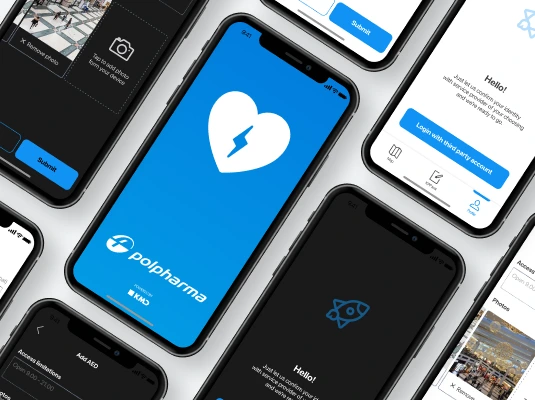 Remove photo
Tap to add photo
form your device
Submit
9:41
polpharma
POWERED BY
KMD
Submit
Hello!
Just let us confirm your identity
with service provider of your choosing
and we're ready to go.
Login with third party account
Map
Profile
Hello!
Just let us confirm your identity
with service provider of your choosing
and we're ready to go.
Add AED
Access limitations
Open 9:00 - 21:00
Access
Open 9:0
Photos
Remove